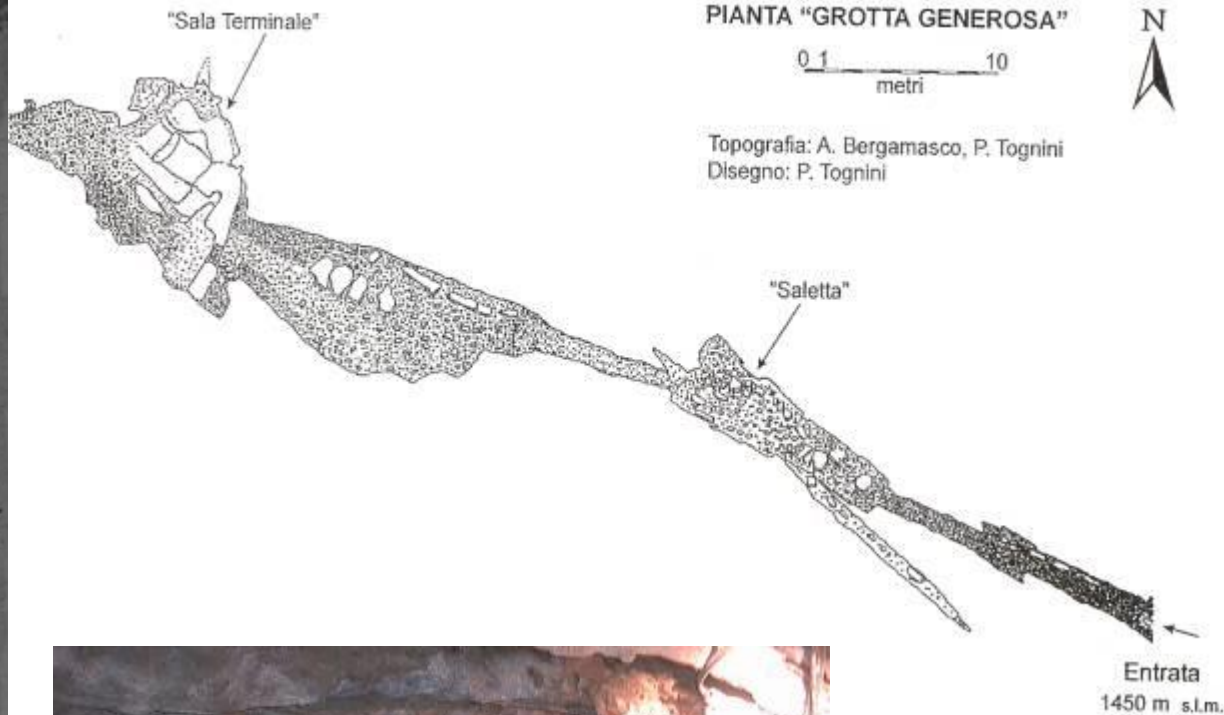 "Sala Terminale"
PIANTA “GROTTA GENEROSA”
N
0 1 10
metri
Topografia: A. Bergamasco, P. Tognini
Disegno: P. Tognini
"Saletta"
Entrata
1450 m s.l.m.